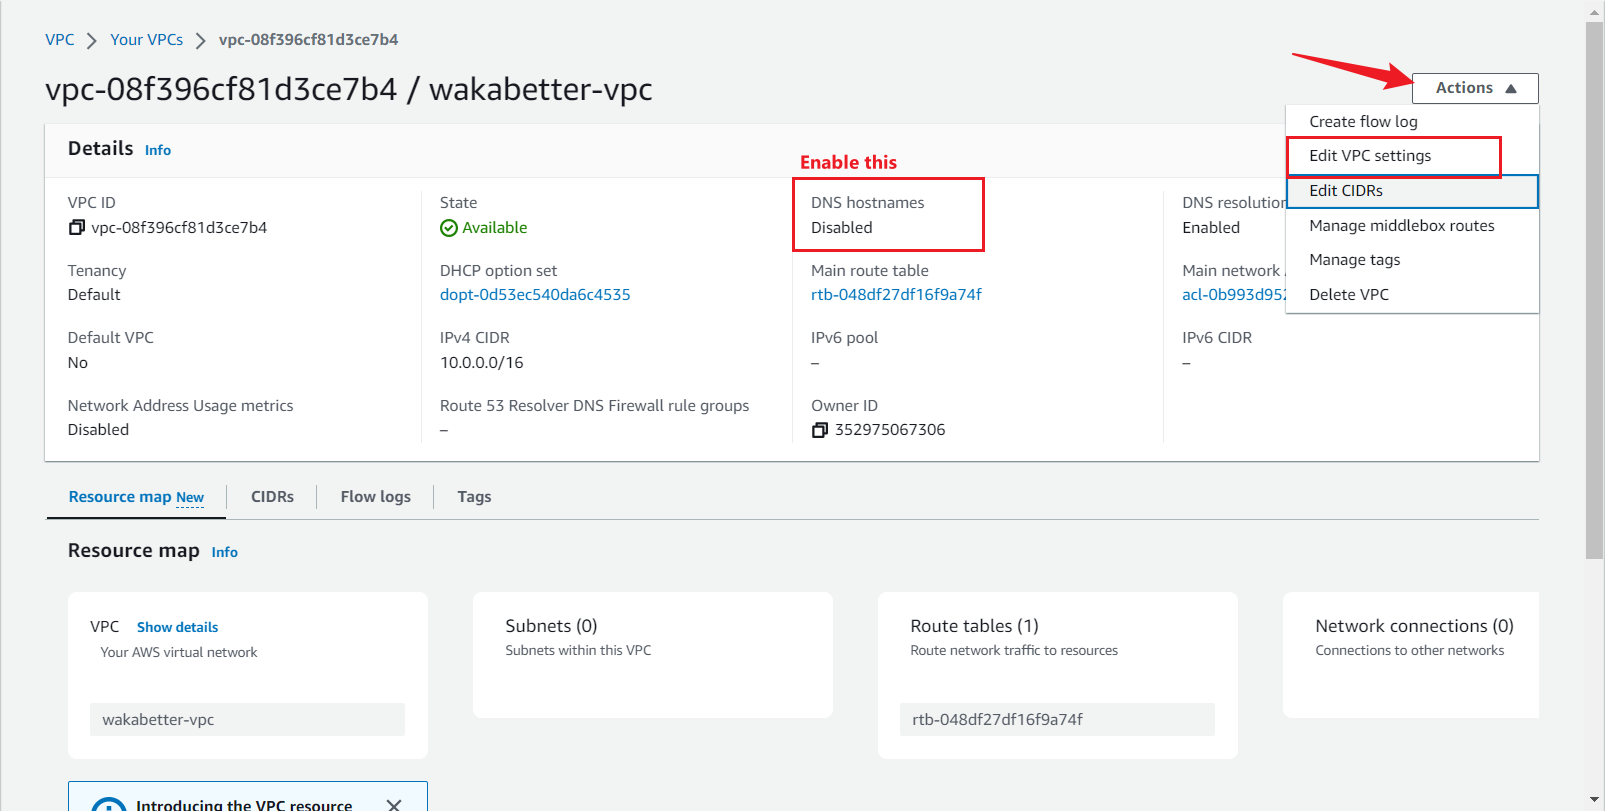 VPC > Your VPCs > vpc-08f396cf81d3ce7b4
vpc-08f396cf81d3ce7b4 / wakabetter-vpc
Actions
Create flow log
Edit VPC settings
Edit CIDRs
Manage middlebox routes
Manage tags
Delete VPC
Details Info
Enable this
VPC ID
vpc-08f396cf81d3ce7b4
State
Available
DNS hostnames
Disabled
DNS resolution
Enabled
Tenancy
Default
DHCP option set
dopt-0d53ec540da6c4535
Main route table
rtb-048df27df16f9a74f
Main network
acl-0b993d952
Default VPC
No
IPv4 CIDR
10.0.0.0/16
IPv6 pool
–
IPv6 CIDR
–
Network Address Usage metrics
Disabled
Route 53 Resolver DNS Firewall rule groups
–
Owner ID
352975067306
Resource map New
CIDRs
Flow logs
Tags
Resource map Info
VPC Show details
Your AWS virtual network
wakabetter-vpc
Subnets (0)
Subnets within this VPC
Route tables (1)
Route network traffic to resources
rtb-048df27df16f9a74f
Network connections (0)
Connections to other networks
Introducing the VPC resource